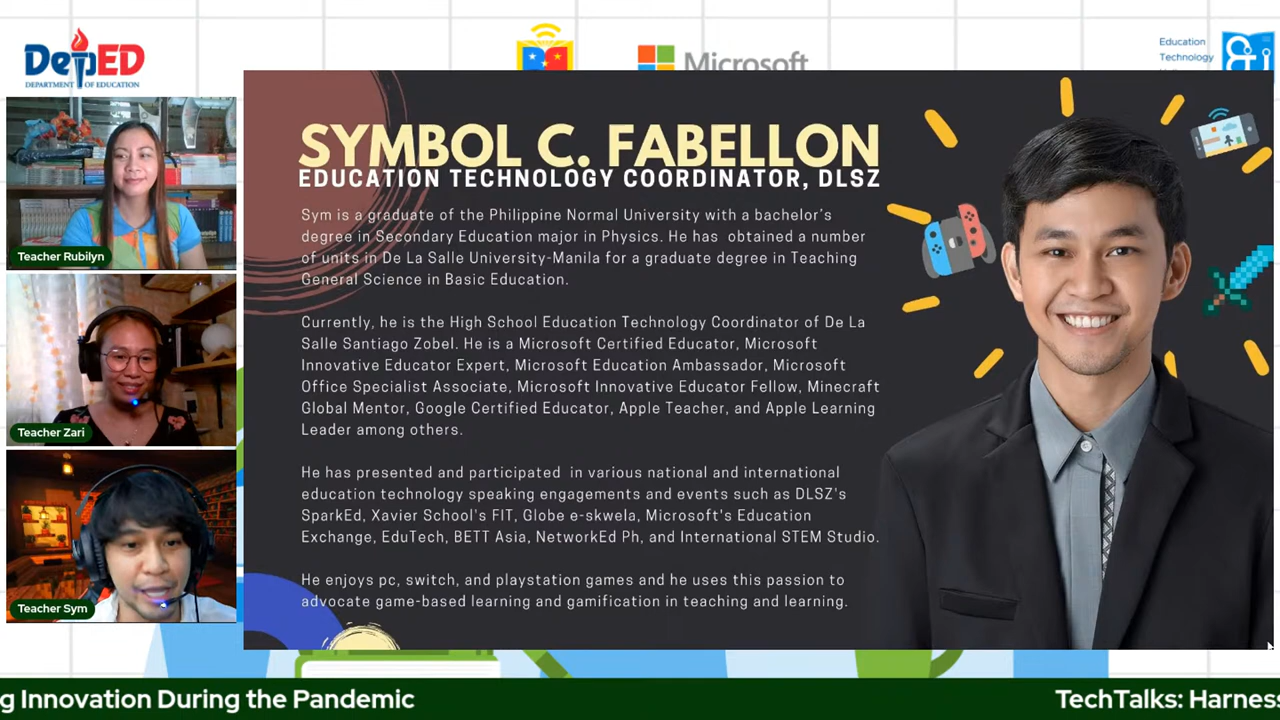 DepED
DEPARTMENT OF EDUCATION
Microsoft
Education
Technology
Teacher Rubilyn
Teacher Zari
Teacher Sym
SYMBOL C. FABELLON
EDUCATION TECHNOLOGY COORDINATOR, DLSZ
Sym is a graduate of the Philippine Normal University with a bachelor's
degree in Secondary Education major in Physics. He has obtained a number
of units in De La Salle University-Manila for a graduate degree in Teaching
General Science in Basic Education.
Currently, he is the High School Education Technology Coordinator of De La
Salle Santiago Zobel. He is a Microsoft Certified Educator, Microsoft
Innovative Educator Expert, Microsoft Education Ambassador, Microsoft
Office Specialist Associate, Microsoft Innovative Educator Fellow, Minecraft
Global Mentor, Google Certified Educator, Apple Teacher, and Apple Learning
Leader among others.
He has presented and participated in various national and international
education technology speaking engagements and events such as DLSZ's
SparkEd, Xavier School's FIT, Globe e-skwela, Microsoft's Education
Exchange, EduTech, BETT Asia, NetworkEd Ph, and International STEM Studio.
He enjoys pc, switch, and playstation games and he uses this passion to
advocate game-based learning and gamification in teaching and learning.
g Innovation During the Pandemic
TechTalks: Harness